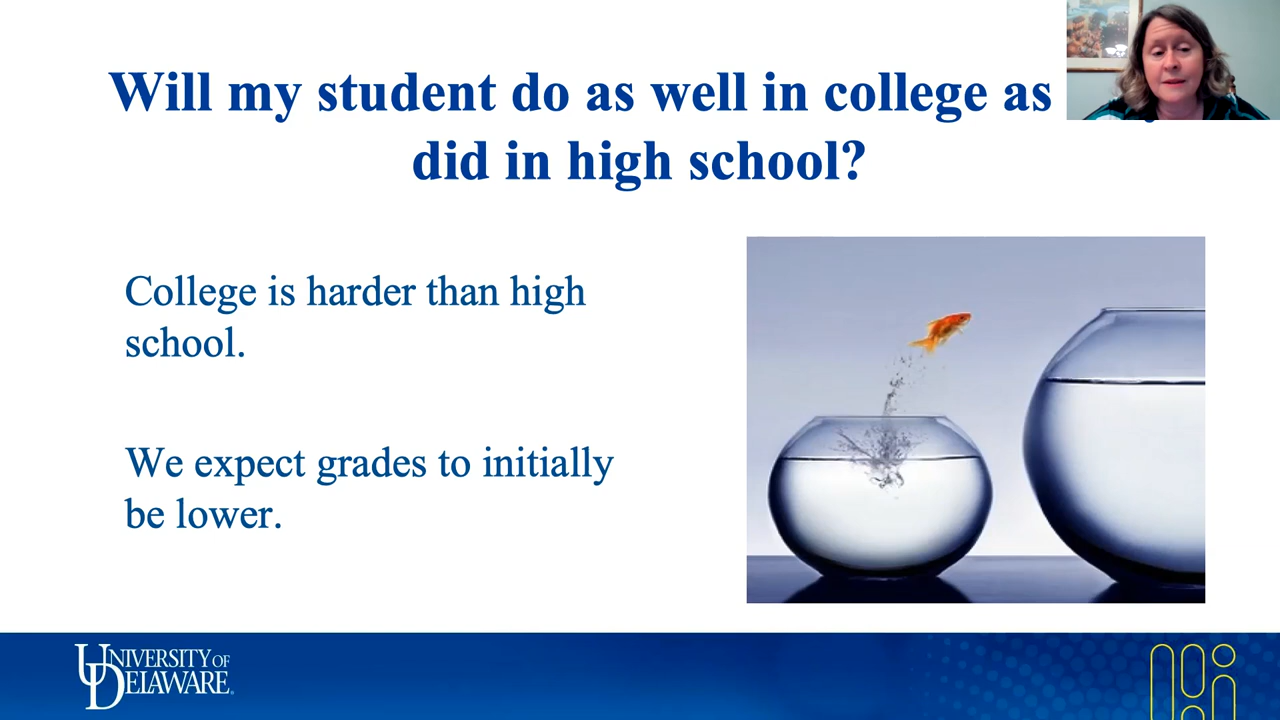 Will my student do as well in college as
did in high school?
College is harder than high
school.
We expect grades to initially
be lower.
UNIVERSITY OF
DELAWARE.